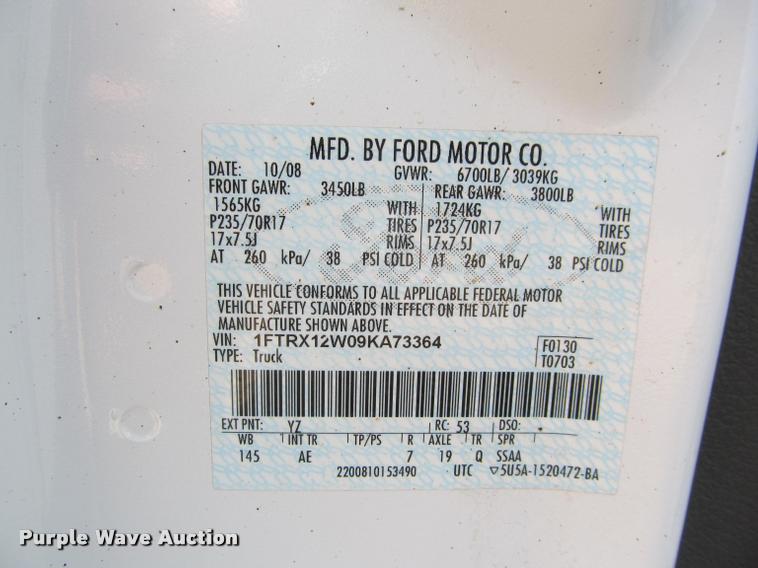 MFD. BY FORD MOTOR CO.
DATE: 10/08 GVWR: 6700LB/ 3039KG
FRONT GAWR: 3450LB REAR GAWR: 3800LB
1565KG WITH 1724KG WITH
P235/70R17 TIRES P235/70R17 TIRES
17x7.5J RIMS 17x7.5J RIMS
AT 260 kPa/ 38 PSI COLD AT 260 kPa/ 38 PSI COLD
THIS VEHICLE CONFORMS TO ALL APPLICABLE FEDERAL MOTOR
VEHICLE SAFETY STANDARDS IN EFFECT ON THE DATE OF
MANUFACTURE SHOWN ABOVE.
VIN: 1FTRX12W09KA73364 F0130
TYPE: Truck T0703
EXT PNT: YZ RC: 53 DSO:
WB INT TR TP/PS R AXLE TR SPR
145 AE 7 19 Q SSAA
2200810153490 UTC ▽5U5A-1520472-BA
Purple Wave Auction